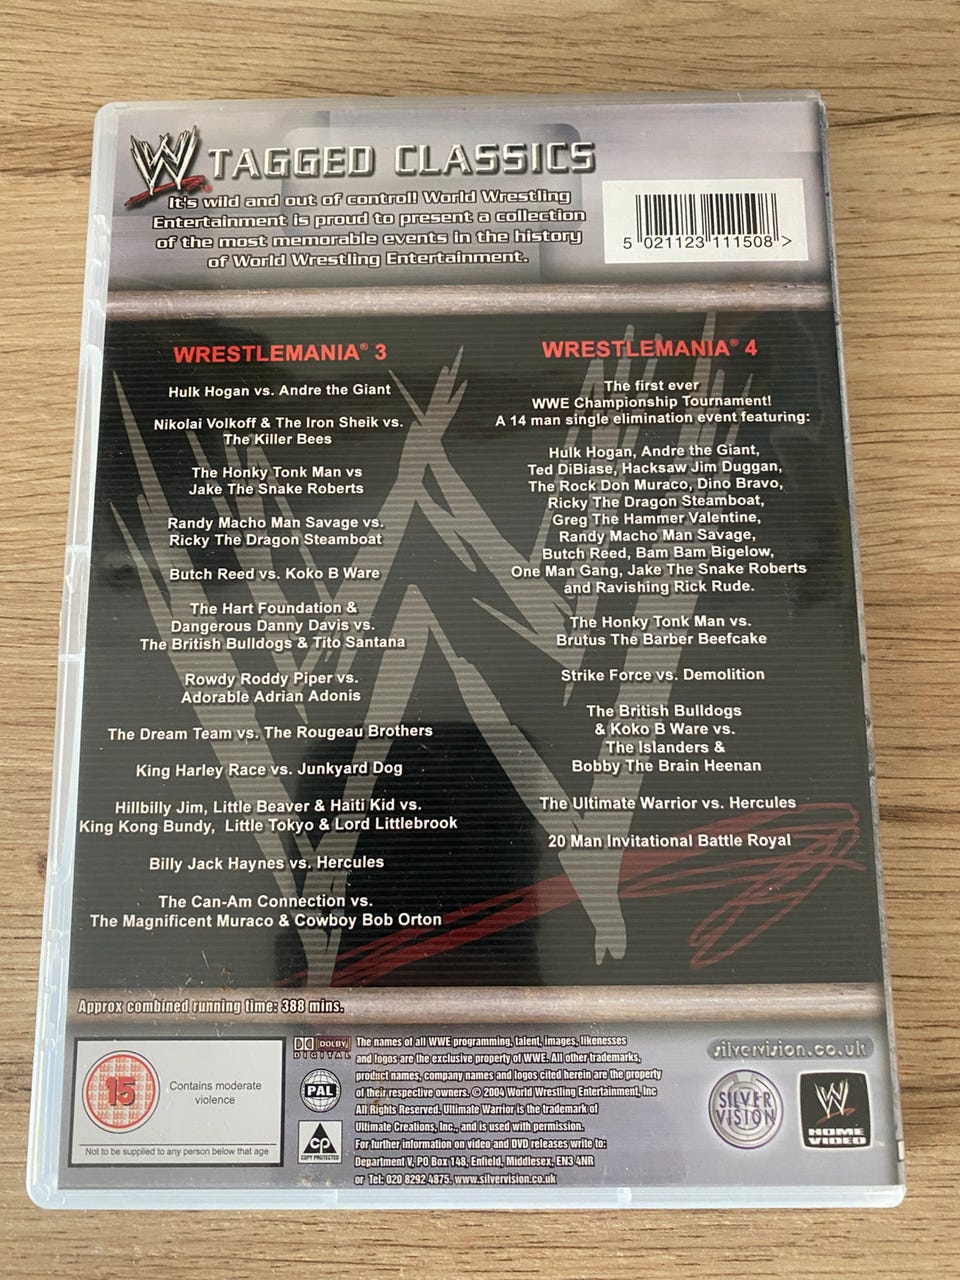 W TAGGED CLASSICS
It's wild and out of control! World Wrestling
Entertainment is proud to present a collection
of the most memorable events in the history
of World Wrestling Entertainment.
5 021123 111508 >
WRESTLEMANIA® 3
Hulk Hogan vs. Andre the Giant
Nikolai Volkoff & The Iron Sheik vs.
The Killer Bees
The Honky Tonk Man vs
Jake The Snake Roberts
Randy Macho Man Savage vs.
Ricky The Dragon Steamboat
Butch Reed vs. Koko B Ware
The Hart Foundation &
Dangerous Danny Davis vs.
The British Bulldogs & Tito Santana
Rowdy Roddy Piper vs.
Adorable Adrian Adonis
The Dream Team vs. The Rougeau Brothers
King Harley Race vs. Junkyard Dog
Hillbilly Jim, Little Beaver & Haiti Kid vs.
King Kong Bundy, Little Tokyo & Lord Littlebrook
Billy Jack Haynes vs. Hercules
The Can-Am Connection vs.
The Magnificent Muraco & Cowboy Bob Orton
WRESTLEMANIA® 4
The first ever
WWE Championship Tournament!
A 14 man single elimination event featuring:
Hulk Hogan, Andre the Giant,
Ted DiBiase, Hacksaw Jim Duggan,
The Rock Don Muraco, Dino Bravo,
Ricky The Dragon Steamboat,
Greg The Hammer Valentine,
Randy Macho Man Savage,
Butch Reed, Bam Bam Bigelow,
One Man Gang, Jake The Snake Roberts
and Ravishing Rick Rude.
The Honky Tonk Man vs.
Brutus The Barber Beefcake
Strike Force vs. Demolition
The British Bulldogs
& Koko B Ware vs.
The Islanders &
Bobby The Brain Heenan
The Ultimate Warrior vs. Hercules
20 Man Invitational Battle Royal
Approx combined running time: 388 mins.
15
Contains moderate
violence
Not to be supplied to any person below that age
DOLBY
DIGITAL
PAL
CP
COPY PROTECTED
The names of all WWE programming, talent, images, likenesses
and logos are the exclusive property of WWE. All other trademarks,
product names, company names and logos cited herein are the property
of their respective owners. © 2004 World Wrestling Entertainment, Inc
All Rights Reserved. Ultimate Warrior is the trademark of
Ultimate Creations, Inc., and is used with permission.
For further information on video and DVD releases write to:
Department V, PO Box 148, Enfield, Middlesex, EN3 4NR
or Tel: 020 8292 4875. www.silvervision.co.uk
silvervision.co.uk
SILVER
VISION
W
HOME
VIDEO™